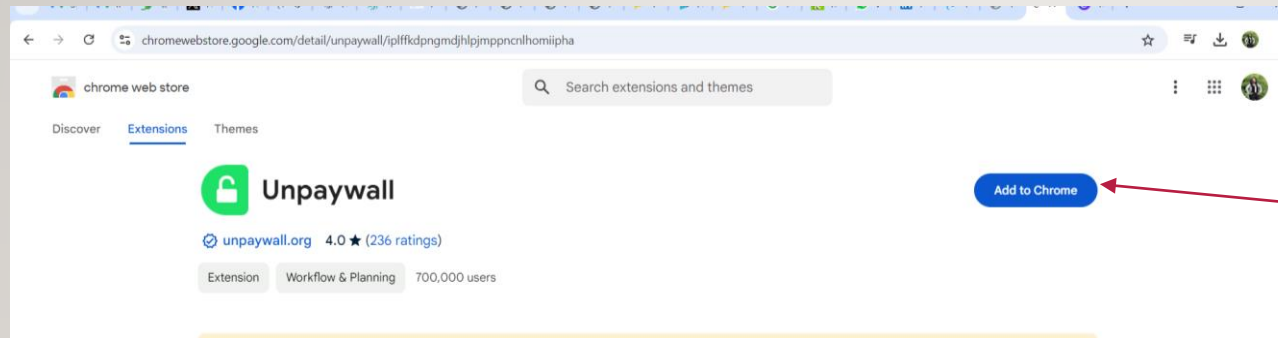 chromewebstore.google.com/detail/unpaywall/iplffkdpngmdjhlpjmppncnlhomiipha
chrome web store
Search extensions and themes
Discover Extensions Themes
Unpaywall
Add to Chrome
unpaywall.org 4.0 ★ (236 ratings)
Extension Workflow & Planning 700,000 users